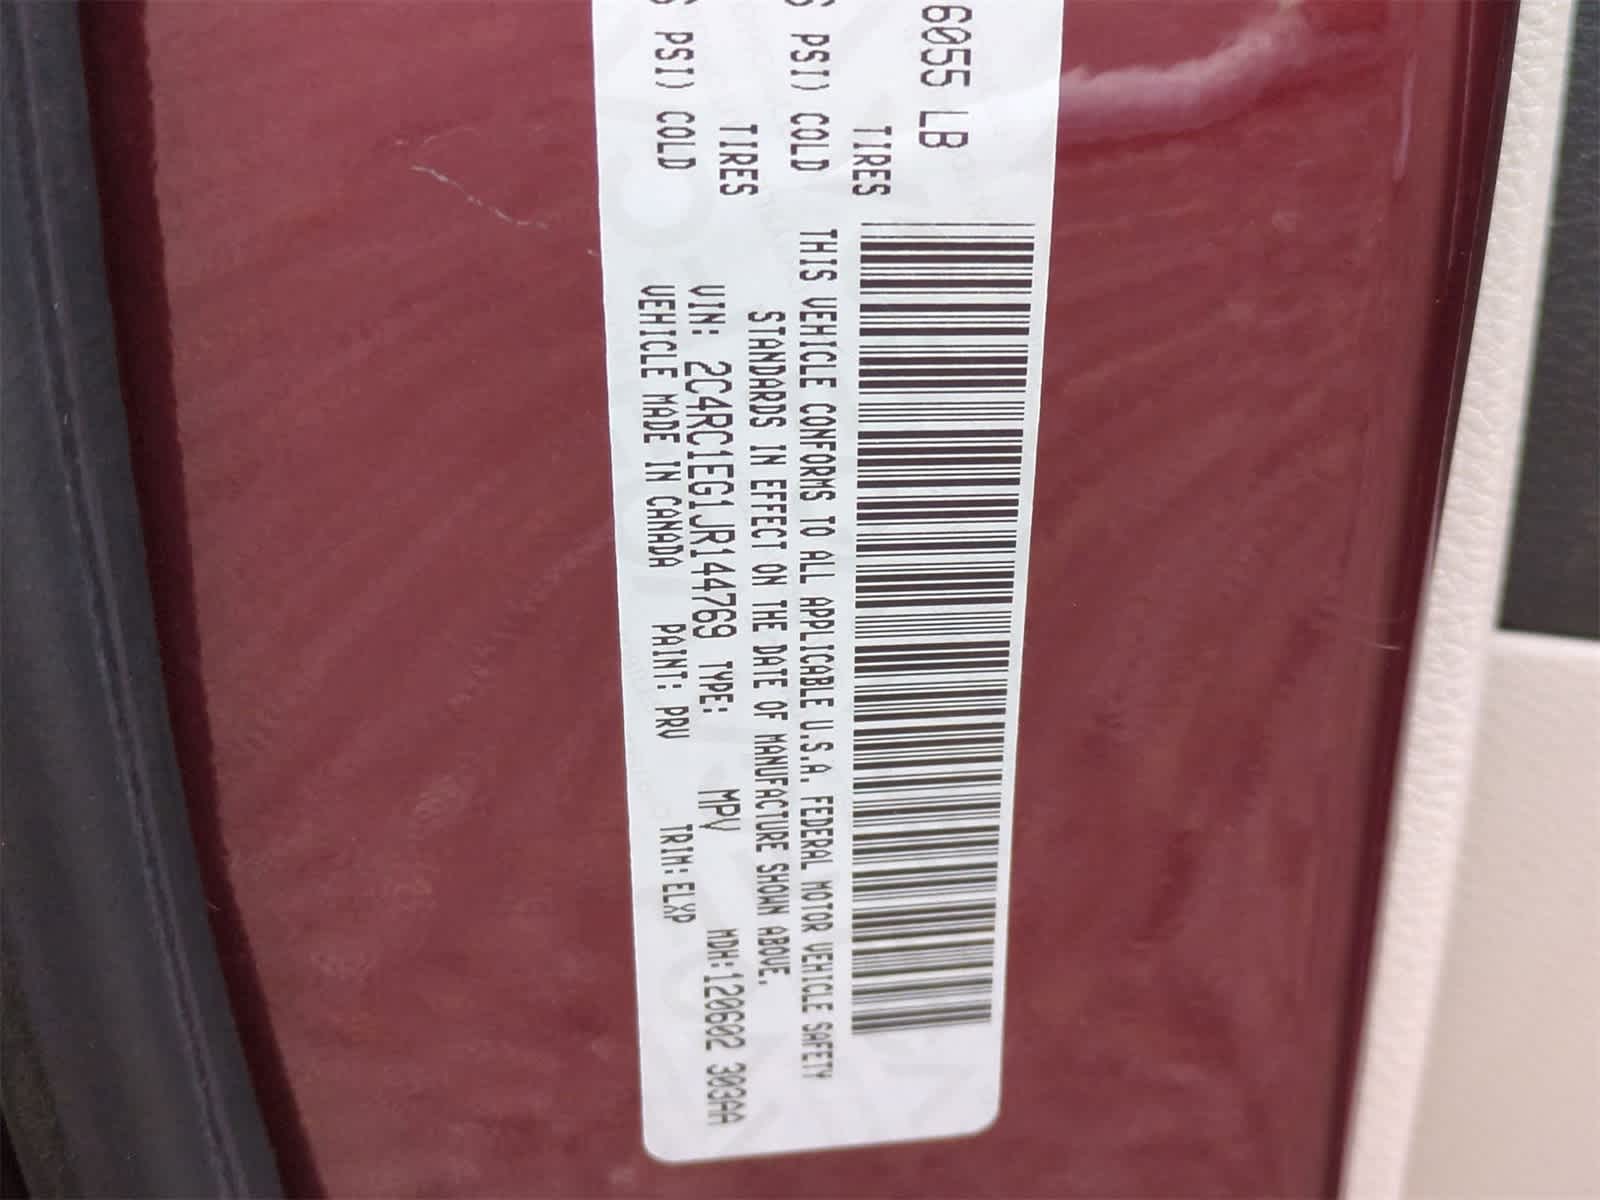 6055 LB
TIRES
PSI) COLD
TIRES
PSI) COLD
THIS VEHICLE CONFORMS TO ALL APPLICABLE U.S.A. FEDERAL MOTOR VEHICLE SAFETY
STANDARDS IN EFFECT ON THE DATE OF MANUFACTURE SHOWN ABOVE.
VIN: 2C4RC1EG1JR144769 TYPE: MPV MDH:120602 303AA
VEHICLE MADE IN CANADA PAINT: PRV TRIM:ELXP